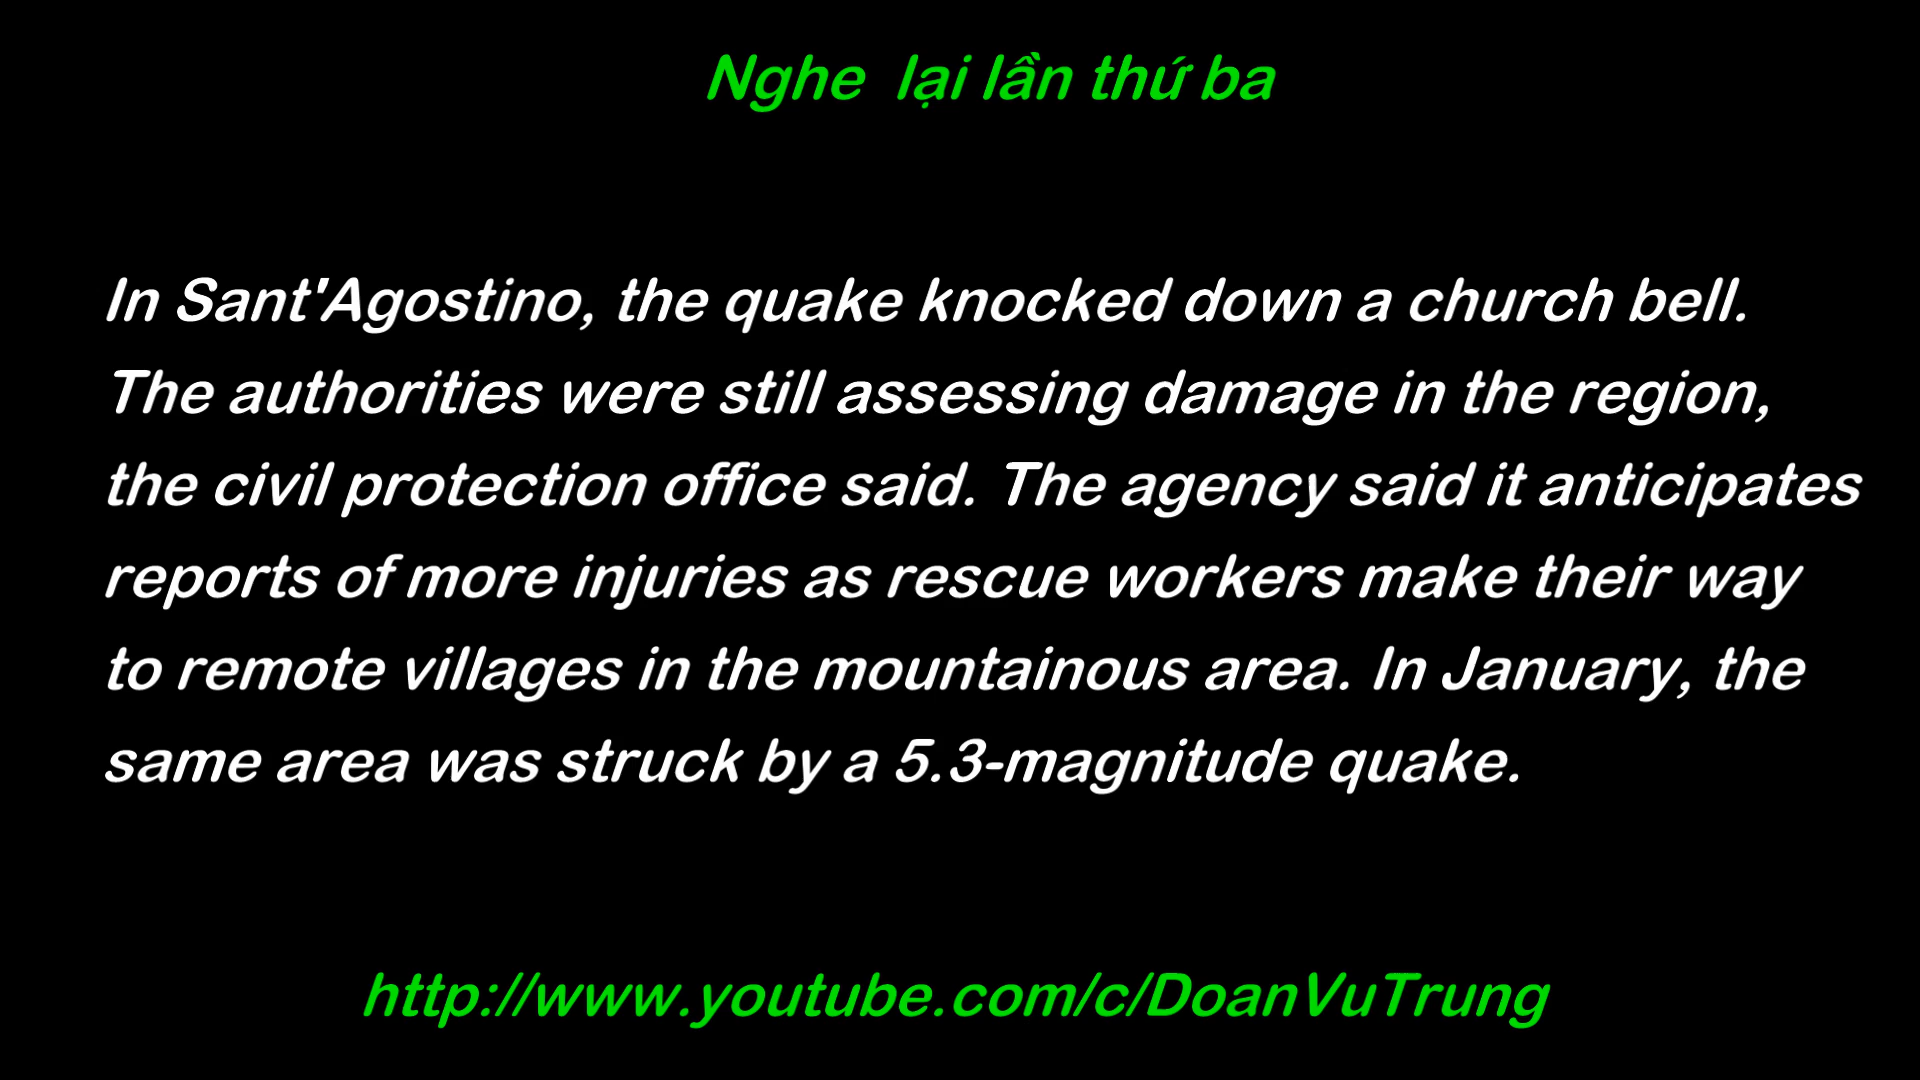 Nghe lại lần thứ ba
In Sant'Agostino, the quake knocked down a church bell.
The authorities were still assessing damage in the region,
the civil protection office said. The agency said it anticipates
reports of more injuries as rescue workers make their way
to remote villages in the mountainous area. In January, the
same area was struck by a 5.3-magnitude quake.
http://www.youtube.com/c/DoanVuTrung